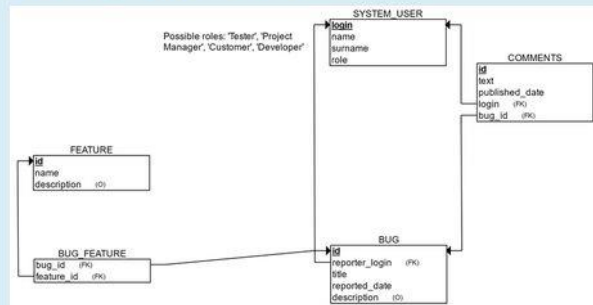 Possible roles: 'Tester', 'Project
Manager', 'Customer', 'Developer'
SYSTEM_USER
login
name
surname
role
COMMENTS
id
text
published_date
login (FK)
bug_id (FK)
FEATURE
id
name
description (O)
BUG_FEATURE
bug_id (FK)
feature_id (FK)
BUG
id
reporter_login (FK)
title
reported_date
description (O)